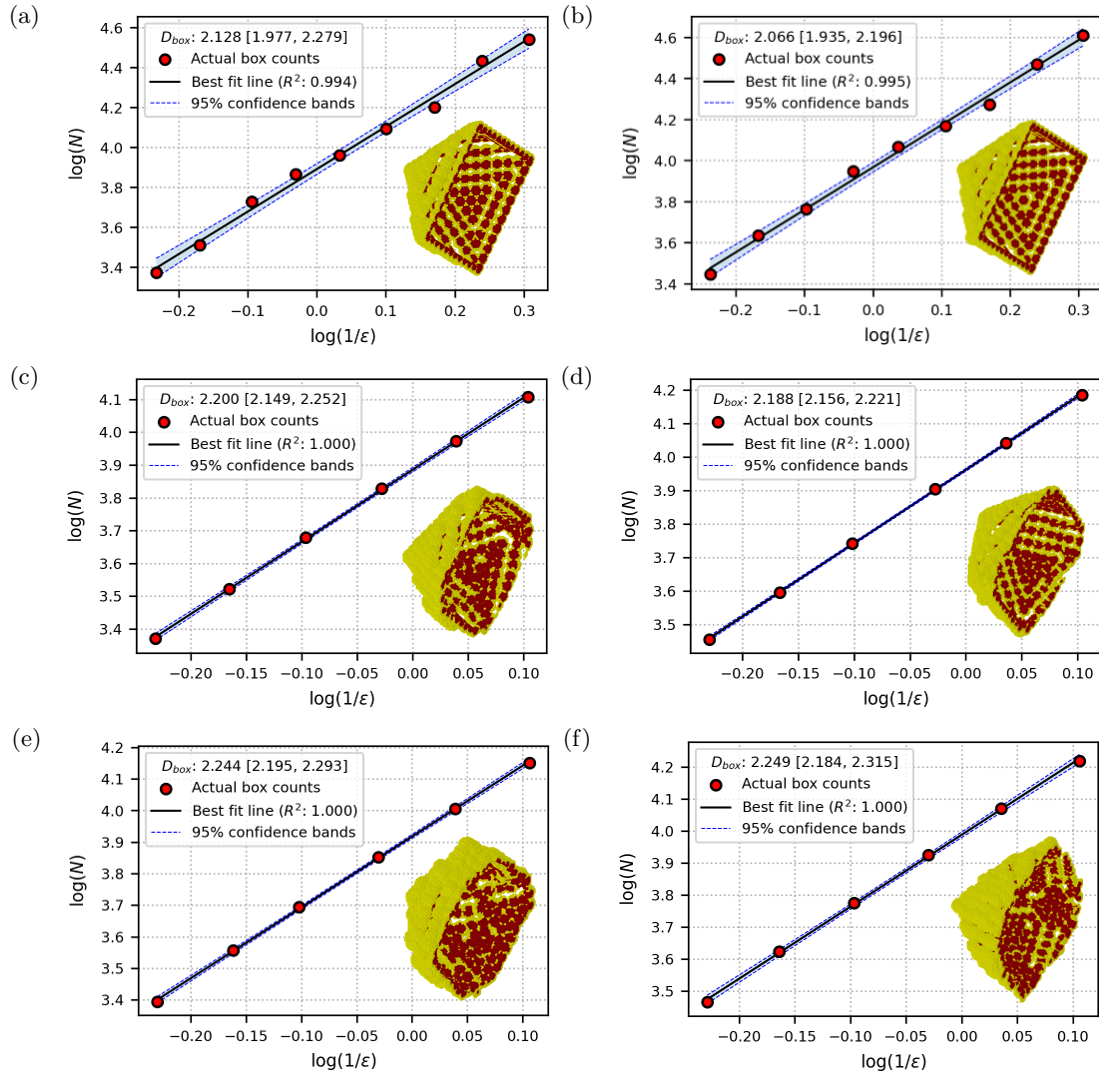 (a)
D_box: 2.128 [1.977, 2.279]
Actual box counts
Best fit line (R²: 0.994)
95% confidence bands
4.6
4.4
4.2
4.0
3.8
3.6
3.4
log(N)
−0.2
−0.1
0.0
0.1
0.2
0.3
log(1/ε)
(b)
D_box: 2.066 [1.935, 2.196]
Actual box counts
Best fit line (R²: 0.995)
95% confidence bands
4.6
4.4
4.2
4.0
3.8
3.6
3.4
log(N)
−0.2
−0.1
0.0
0.1
0.2
0.3
log(1/ε)
(c)
D_box: 2.200 [2.149, 2.252]
Actual box counts
Best fit line (R²: 1.000)
95% confidence bands
4.1
4.0
3.9
3.8
3.7
3.6
3.5
3.4
log(N)
−0.20
−0.15
−0.10
−0.05
0.00
0.05
0.10
log(1/ε)
(d)
D_box: 2.188 [2.156, 2.221]
Actual box counts
Best fit line (R²: 1.000)
95% confidence bands
4.2
4.1
4.0
3.9
3.8
3.7
3.6
3.5
log(N)
−0.20
−0.15
−0.10
−0.05
0.00
0.05
0.10
log(1/ε)
(e)
D_box: 2.244 [2.195, 2.293]
Actual box counts
Best fit line (R²: 1.000)
95% confidence bands
4.2
4.1
4.0
3.9
3.8
3.7
3.6
3.5
3.4
log(N)
−0.20
−0.15
−0.10
−0.05
0.00
0.05
0.10
log(1/ε)
(f)
D_box: 2.249 [2.184, 2.315]
Actual box counts
Best fit line (R²: 1.000)
95% confidence bands
4.2
4.1
4.0
3.9
3.8
3.7
3.6
3.5
log(N)
−0.20
−0.15
−0.10
−0.05
0.00
0.05
0.10
log(1/ε)